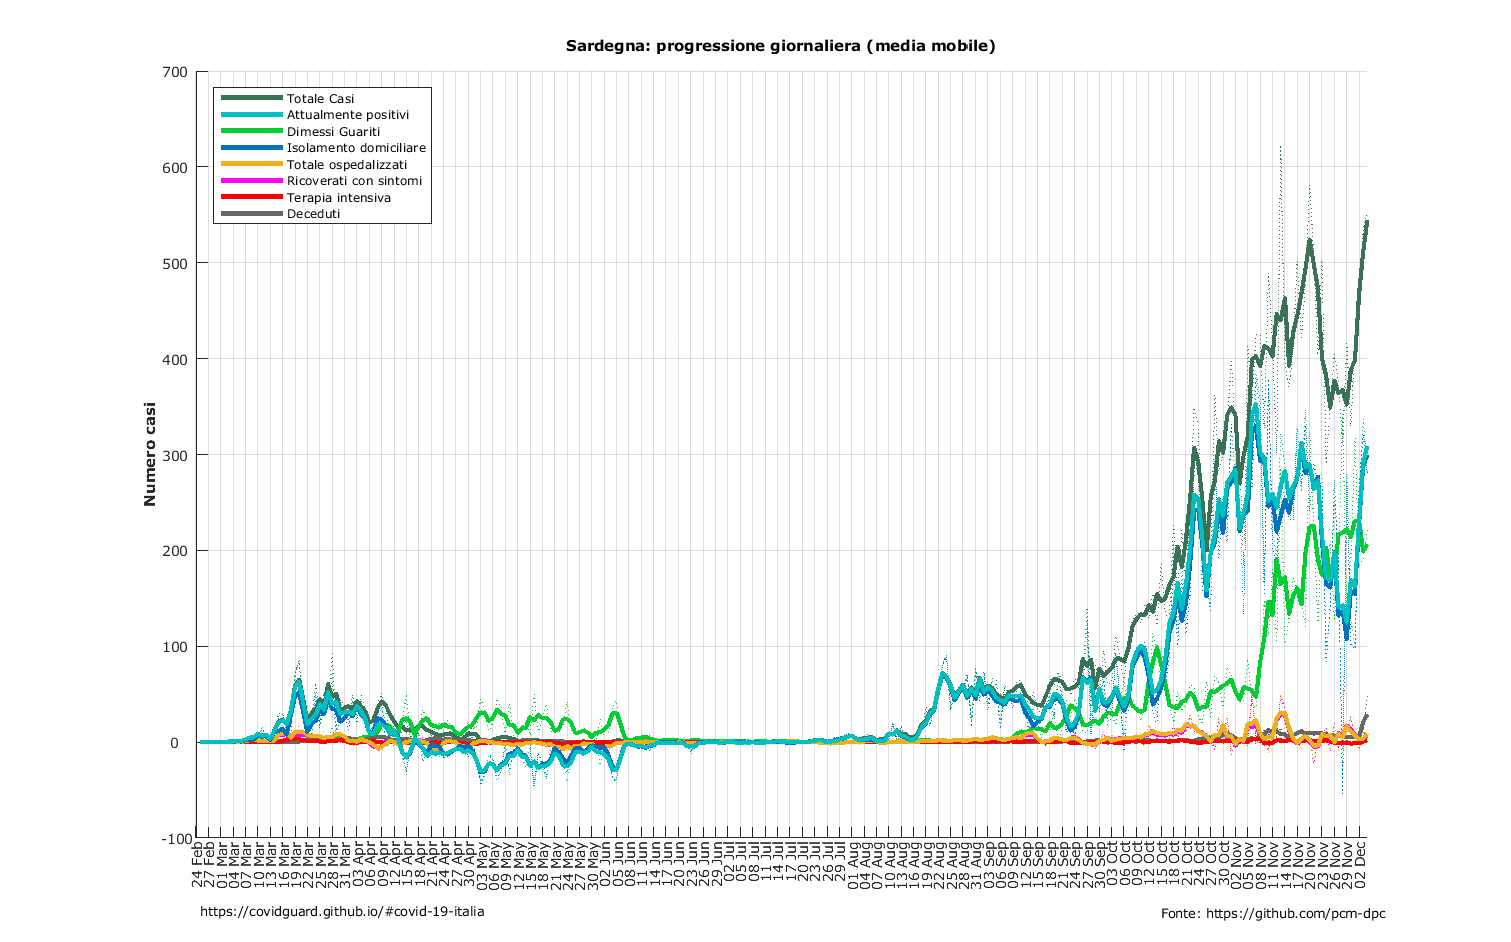 Sardegna: progressione giornaliera (media mobile)
Numero casi
700
600
500
400
300
200
100
0
-100
Totale Casi
Attualmente positivi
Dimessi Guariti
Isolamento domiciliare
Totale ospedalizzati
Ricoverati con sintomi
Terapia intensiva
Deceduti
24 Feb
27 Feb
01 Mar
04 Mar
07 Mar
10 Mar
13 Mar
16 Mar
19 Mar
22 Mar
25 Mar
28 Mar
31 Mar
03 Apr
06 Apr
09 Apr
12 Apr
15 Apr
18 Apr
21 Apr
24 Apr
27 Apr
30 Apr
03 May
06 May
09 May
12 May
15 May
18 May
21 May
24 May
27 May
30 May
02 Jun
05 Jun
08 Jun
11 Jun
14 Jun
17 Jun
20 Jun
23 Jun
26 Jun
29 Jun
02 Jul
05 Jul
08 Jul
11 Jul
14 Jul
17 Jul
20 Jul
23 Jul
26 Jul
29 Jul
01 Aug
04 Aug
07 Aug
10 Aug
13 Aug
16 Aug
19 Aug
22 Aug
25 Aug
28 Aug
31 Aug
03 Sep
06 Sep
09 Sep
12 Sep
15 Sep
18 Sep
21 Sep
24 Sep
27 Sep
30 Sep
03 Oct
06 Oct
09 Oct
12 Oct
15 Oct
18 Oct
21 Oct
24 Oct
27 Oct
30 Oct
02 Nov
05 Nov
08 Nov
11 Nov
14 Nov
17 Nov
20 Nov
23 Nov
26 Nov
29 Nov
02 Dec
https://covidguard.github.io/#covid-19-italia
Fonte: https://github.com/pcm-dpc